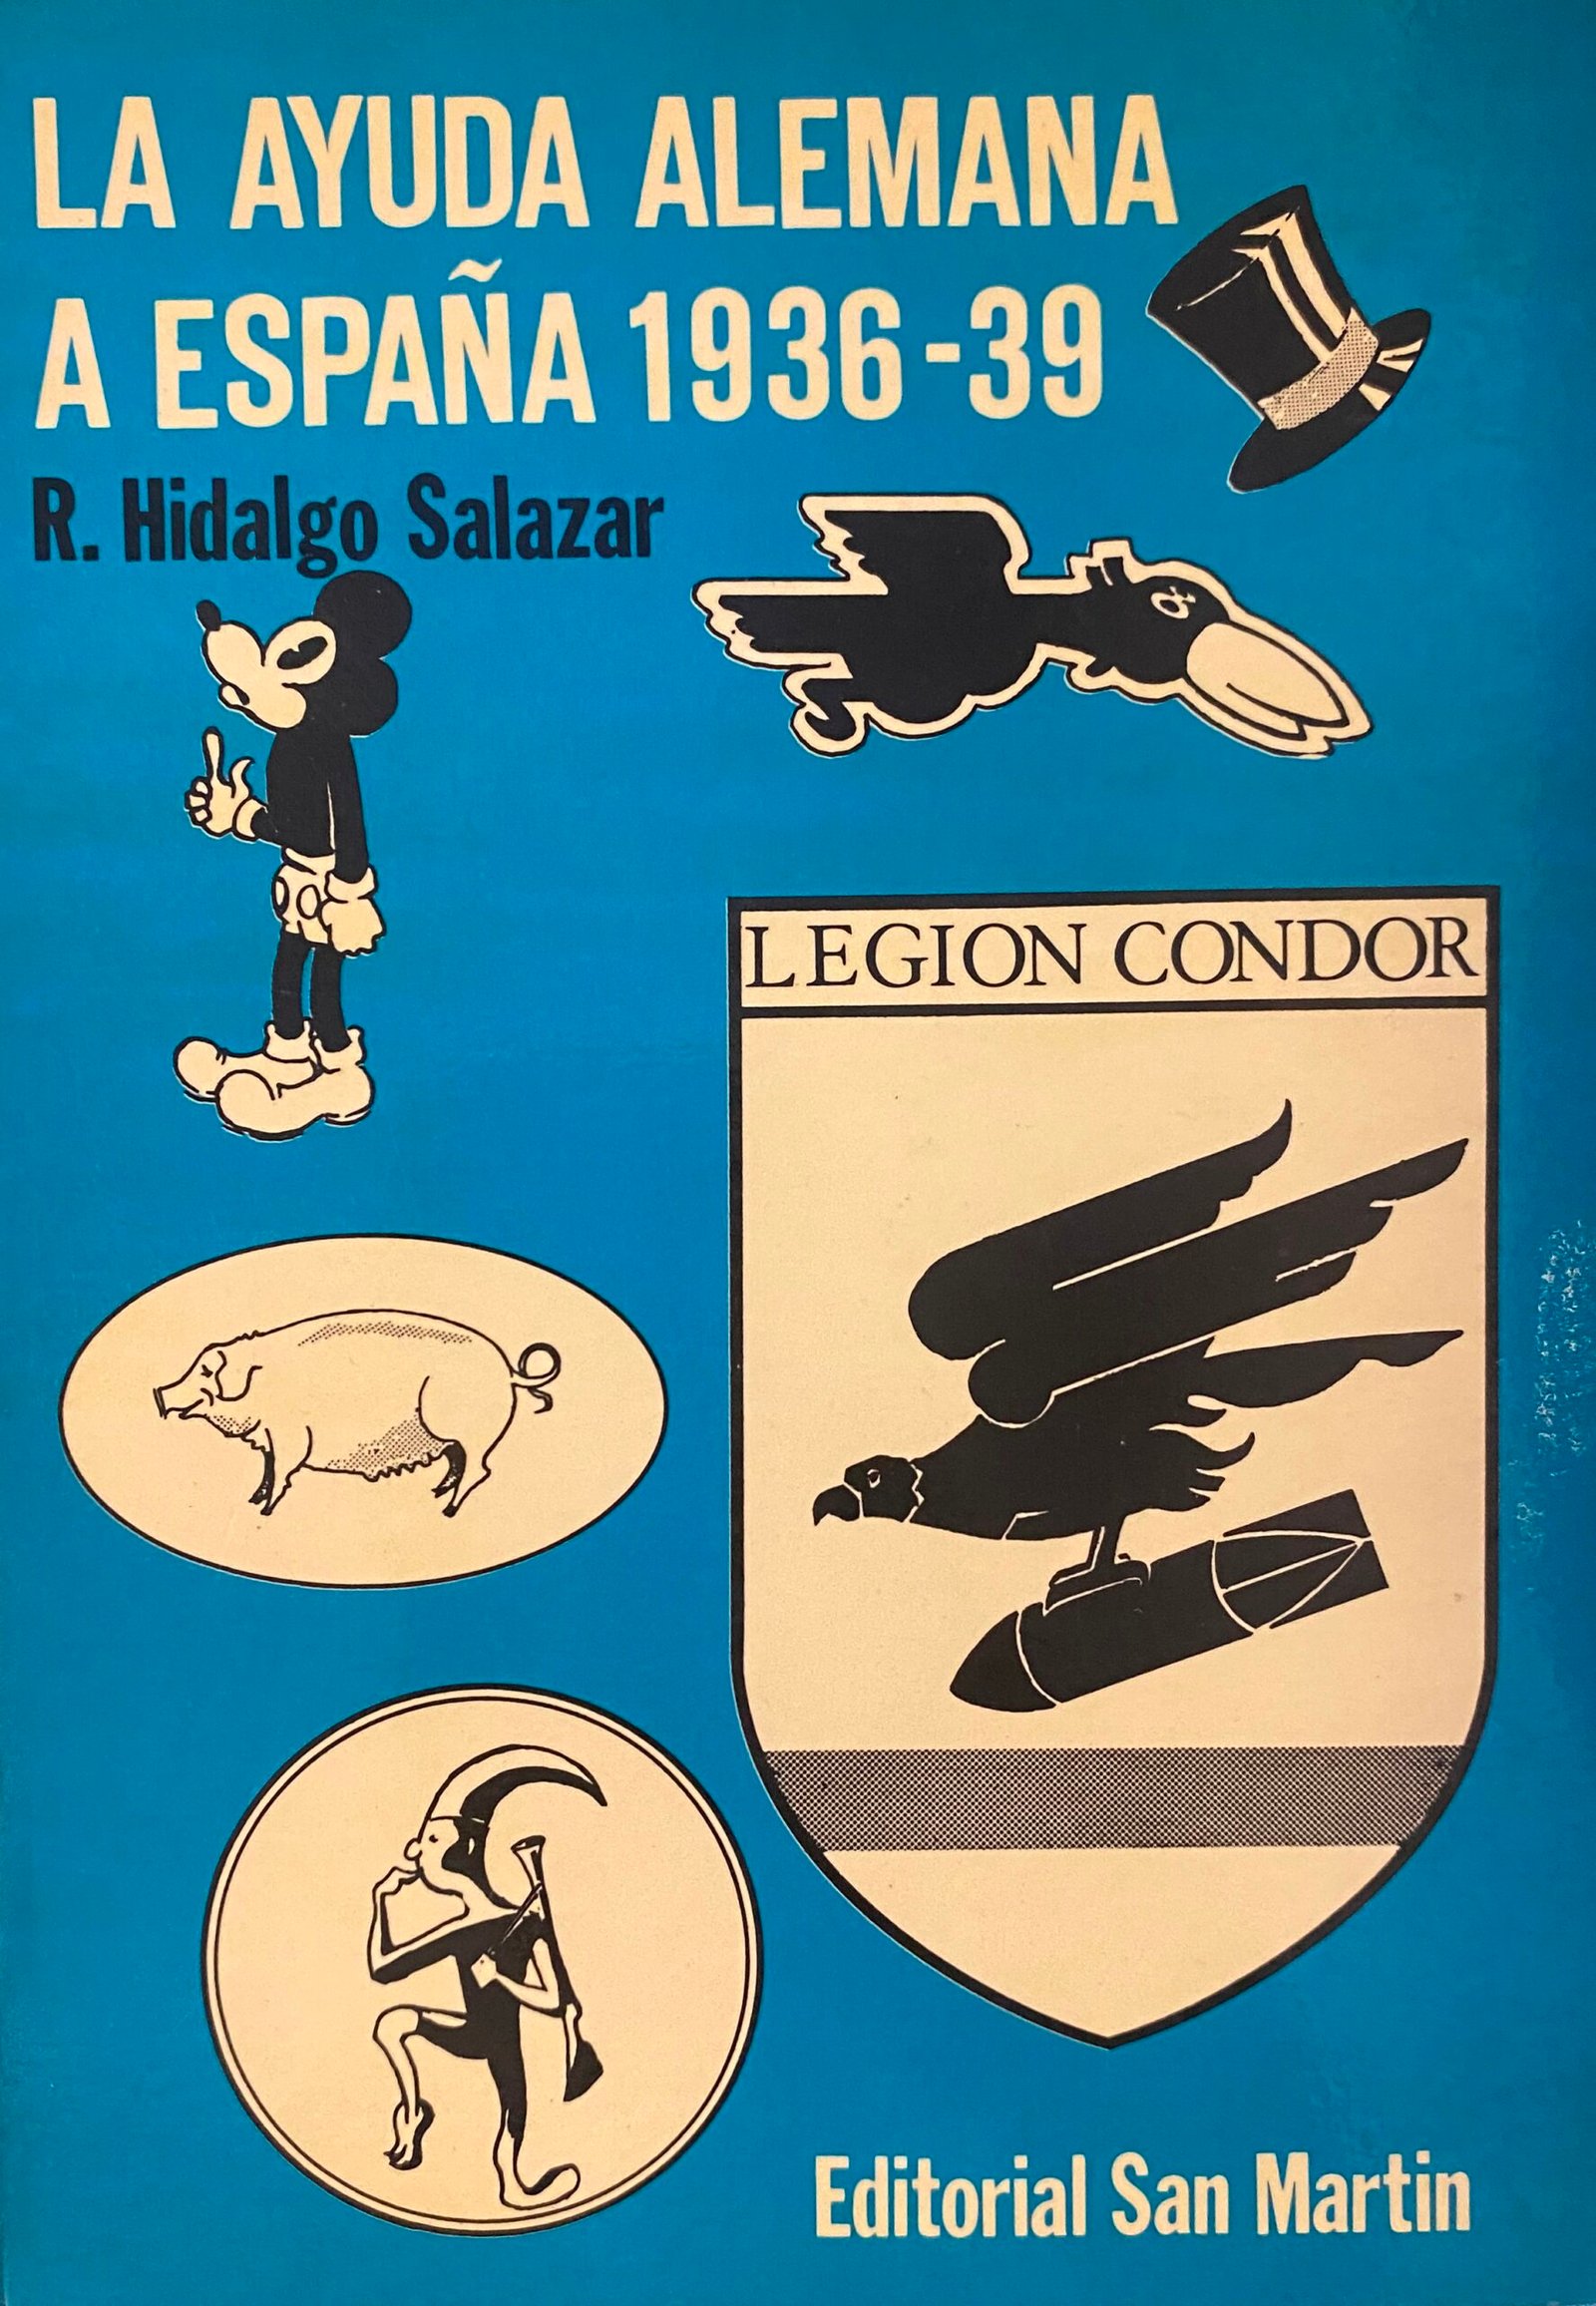 LA AYUDA ALEMANA
A ESPAÑA 1936-39
R. Hidalgo Salazar
LEGION CONDOR
Editorial San Martin